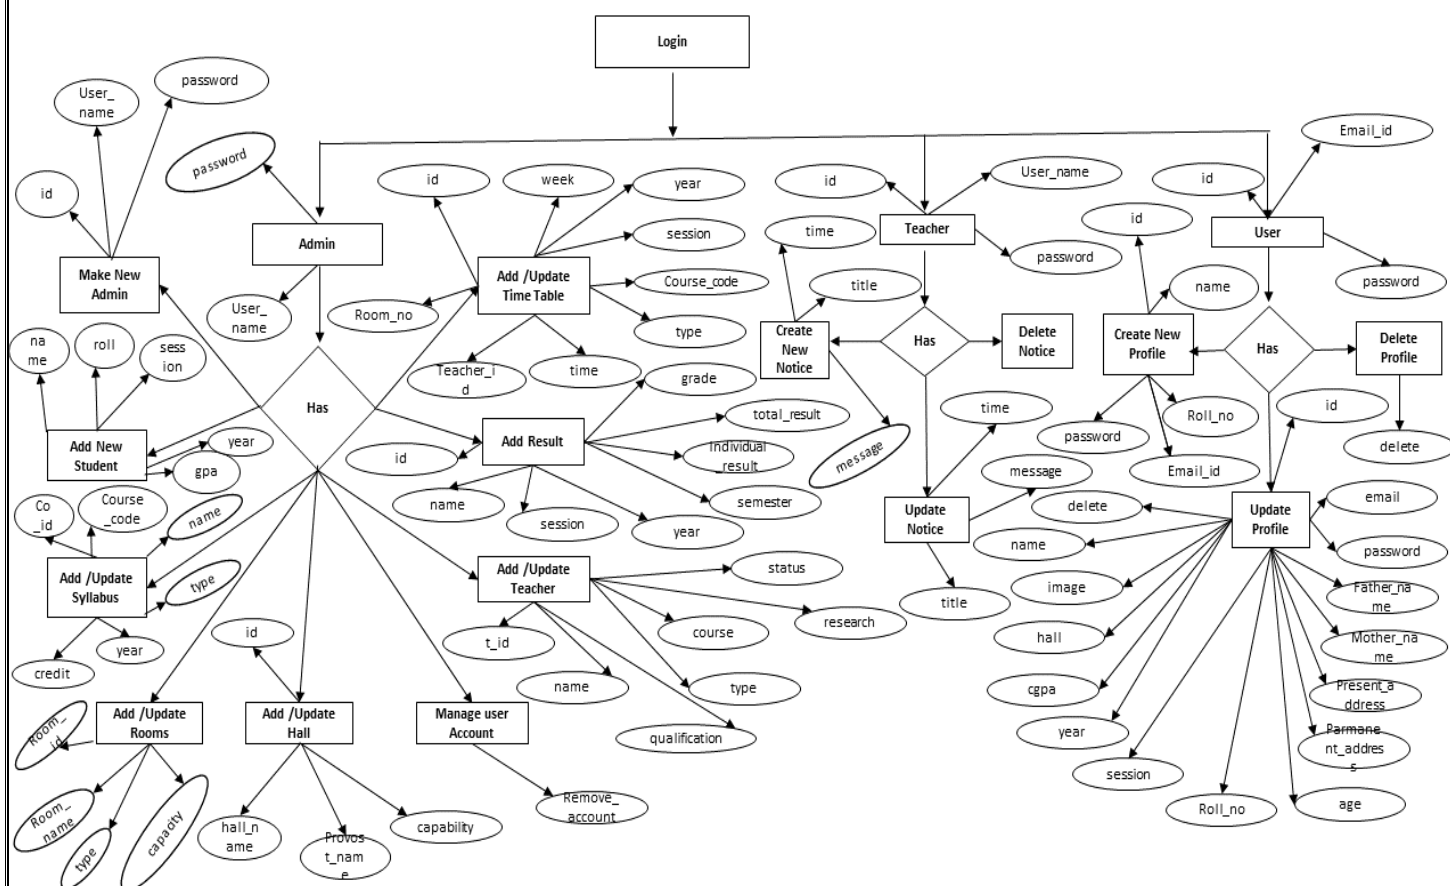 Login
password
User_
name
Email_id
password
id
week
year
id
User_name
id
id
id
session
time
Teacher
User
Admin
password
Make New
Admin
Add /Update
Time Table
Course_code
title
name
password
User_
name
Room_no
type
Create
New
Notice
Has
Delete
Notice
Create New
Profile
Has
Delete
Profile
na
me
roll
sess
ion
Teacher_i
d
time
grade
Has
time
id
total_result
Roll_no
Add New
Student
year
Add Result
password
delete
gpa
id
Individual
_result
message
Email_id
message
name
semester
email
Co
_id
Course
_code
name
session
year
Update
Notice
delete
Update
Profile
name
password
Add /Update
Syllabus
type
Add /Update
Teacher
status
image
Father_na
me
title
id
t_id
course
research
hall
Mother_na
me
year
credit
name
type
cgpa
Present_a
ddress
Room_
id
Add /Update
Rooms
Add /Update
Hall
Manage user
Account
qualification
year
Parmane
nt_addres
s
session
Room_
name
type
capacity
hall_n
ame
Provos
t_nam
e
capability
Remove_
account
Roll_no
age